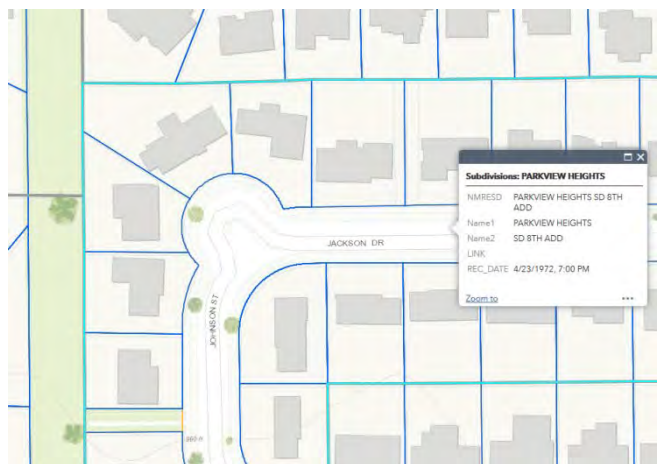 Subdivisions: PARKVIEW HEIGHTS
NMRESD PARKVIEW HEIGHTS SD 8TH
ADD
Name1 PARKVIEW HEIGHTS
Name2 SD 8TH ADD
LINK
REC_DATE 4/23/1972, 7:00 PM
Zoom to
JACKSON DR
JOHNSON ST